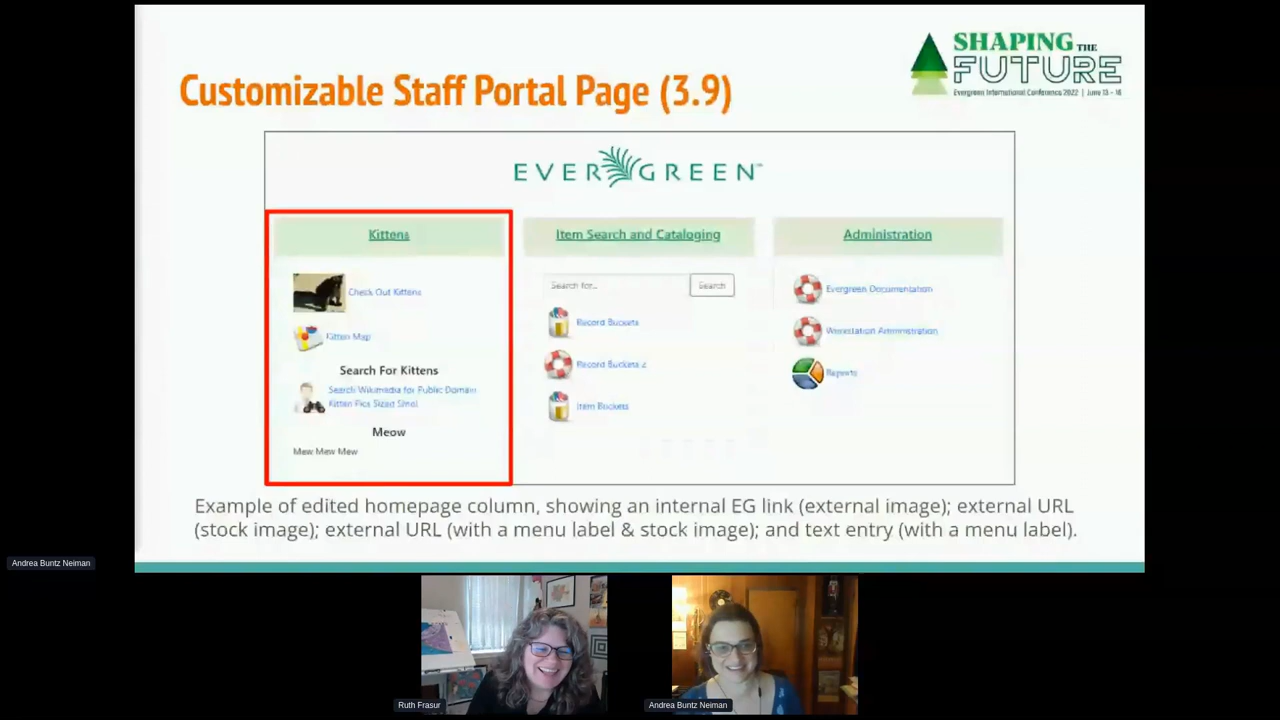 SHAPING THE
FUTURE
Evergreen International Conference 2022 | June 13 - 16
Customizable Staff Portal Page (3.9)
EVERGREEN™
Kittens
Check Out Kittens
Kitten Map
Search For Kittens
Search Wikimedia for Public Domain
Kitten Pics Sized Smol
Meow
Mew Mew Mew
Item Search and Cataloging
Search for...
Search
Record Buckets
Record Buckets 2
Item Buckets
Administration
Evergreen Documentation
Workstation Administration
Reports
Example of edited homepage column, showing an internal EG link (external image); external URL
(stock image); external URL (with a menu label & stock image); and text entry (with a menu label).
Andrea Buntz Neiman
Ruth Frasur
Andrea Buntz Neiman